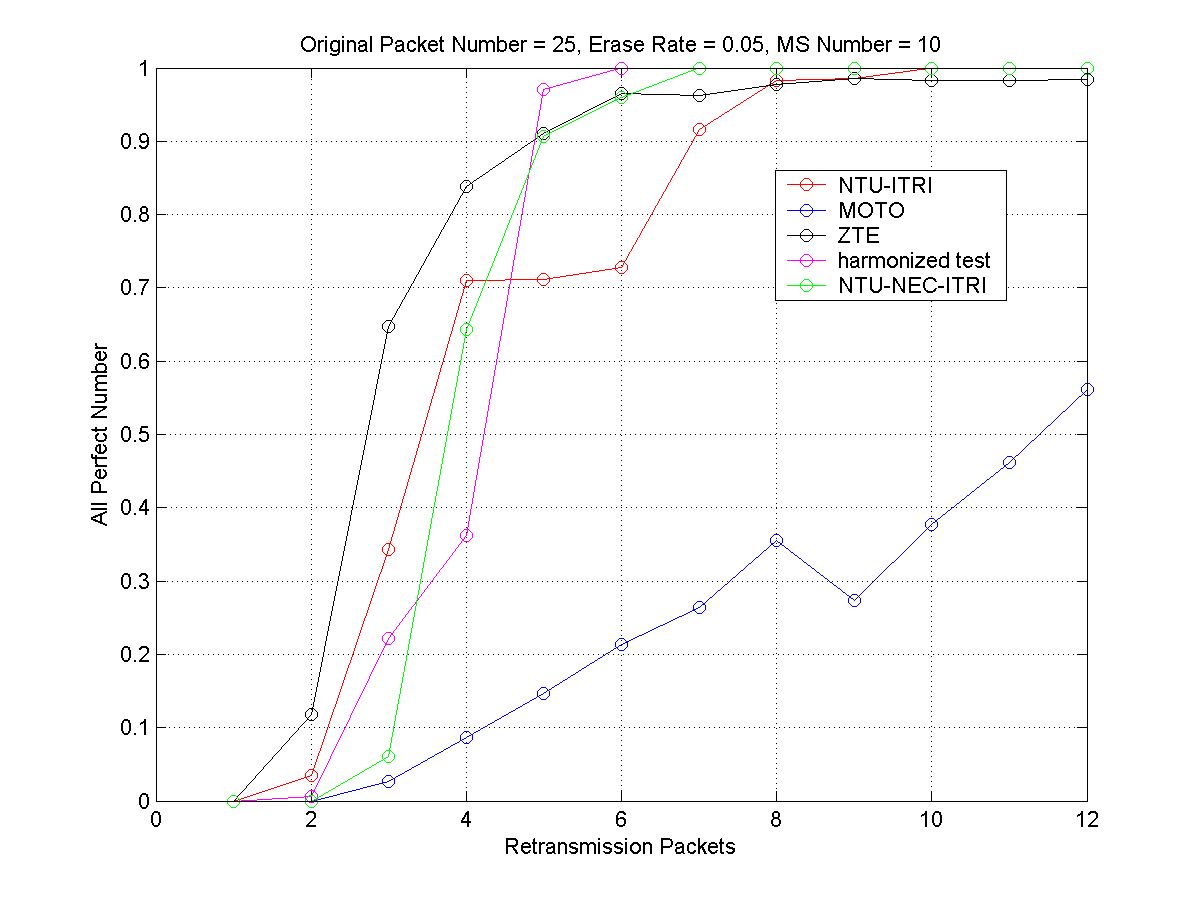 Original Packet Number = 25, Erase Rate = 0.05, MS Number = 10
1
0.9
0.8
0.7
0.6
0.5
0.4
0.3
0.2
0.1
0
All Perfect Number
NTU-ITRI
MOTO
ZTE
harmonized test
NTU-NEC-ITRI
0 2 4 6 8 10 12
Retransmission Packets